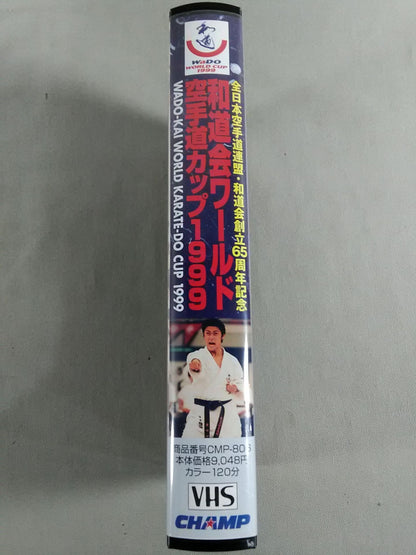 和道
WaDO
WORLD CUP
1999
全日本空手道連盟・和道会創立65周年記念
和道会ワールド
空手道カップ1999
WADO-KAI WORLD KARATE-DO CUP 1999
商品番号CMP-806
本体価格9,048円
カラー120分
VHS
CHAMP